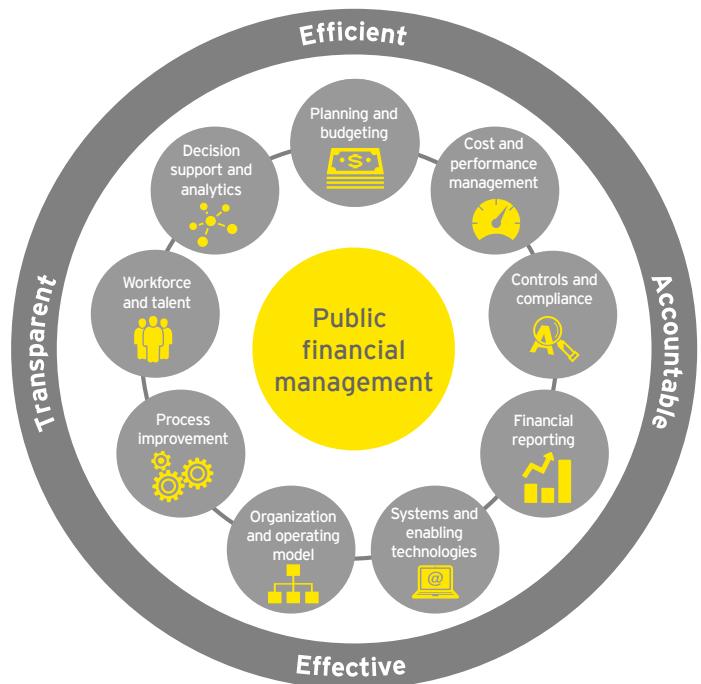 Efficient
Planning and
budgeting
$
Cost and
performance
management
Controls and
compliance
A
Accountable
Financial
reporting
Systems and
enabling
technologies
@
Effective
Organization
and operating
model
Process
improvement
Workforce
and talent
Transparent
Decision
support and
analytics
Public
financial
management